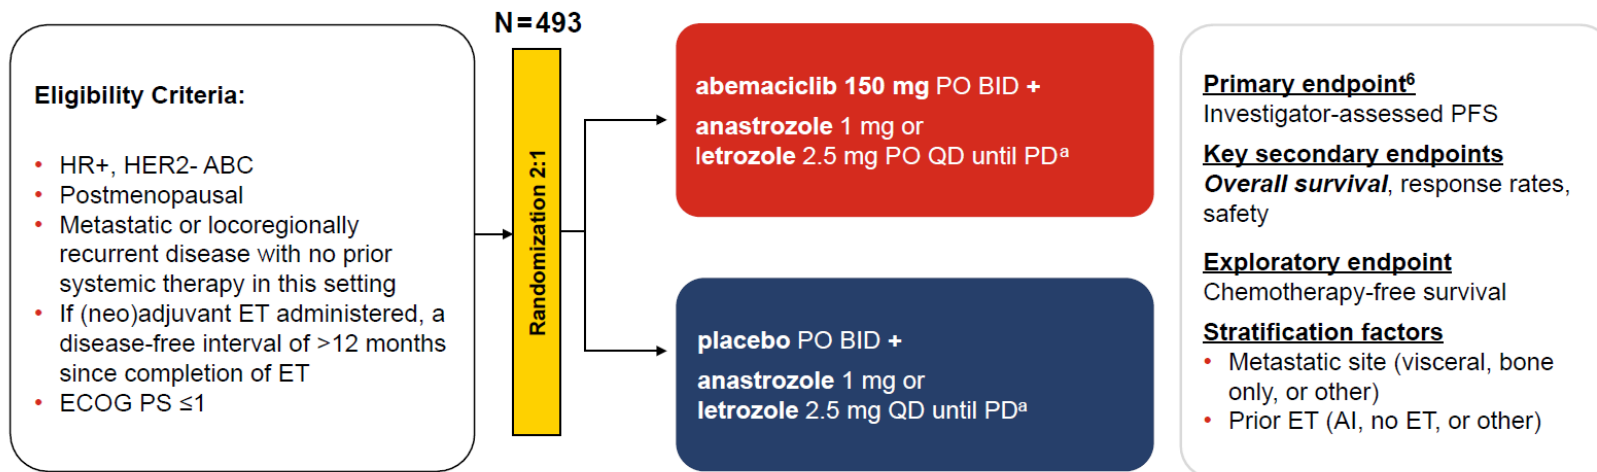 N=493
Eligibility Criteria:
• HR+, HER2- ABC
• Postmenopausal
• Metastatic or locoregionally
recurrent disease with no prior
systemic therapy in this setting
• If (neo)adjuvant ET administered, a
disease-free interval of >12 months
since completion of ET
• ECOG PS ≤1
Randomization 2:1
abemaciclib 150 mg PO BID +
anastrozole 1 mg or
letrozole 2.5 mg PO QD until PDᵃ
placebo PO BID +
anastrozole 1 mg or
letrozole 2.5 mg QD until PDᵃ
Primary endpoint⁶
Investigator-assessed PFS
Key secondary endpoints
Overall survival, response rates,
safety
Exploratory endpoint
Chemotherapy-free survival
Stratification factors
• Metastatic site (visceral, bone
only, or other)
• Prior ET (AI, no ET, or other)